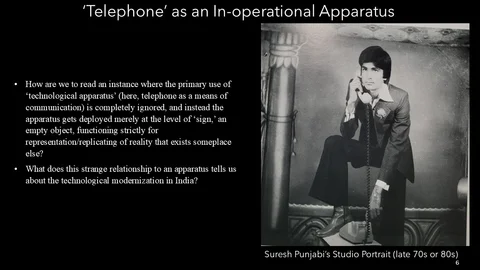 ‘Telephone’ as an In-operational Apparatus
• How are we to read an instance where the primary use of
‘technological apparatus’ (here, telephone as a means of
communication) is completely ignored, and instead the
apparatus gets deployed merely at the level of ‘sign,’ an
empty object, functioning strictly for
representation/replicating of reality that exists someplace
else?
• What does this strange relationship to an apparatus tells us
about the technological modernization in India?
Suresh Punjabi’s Studio Portrait (late 70s or 80s)
6